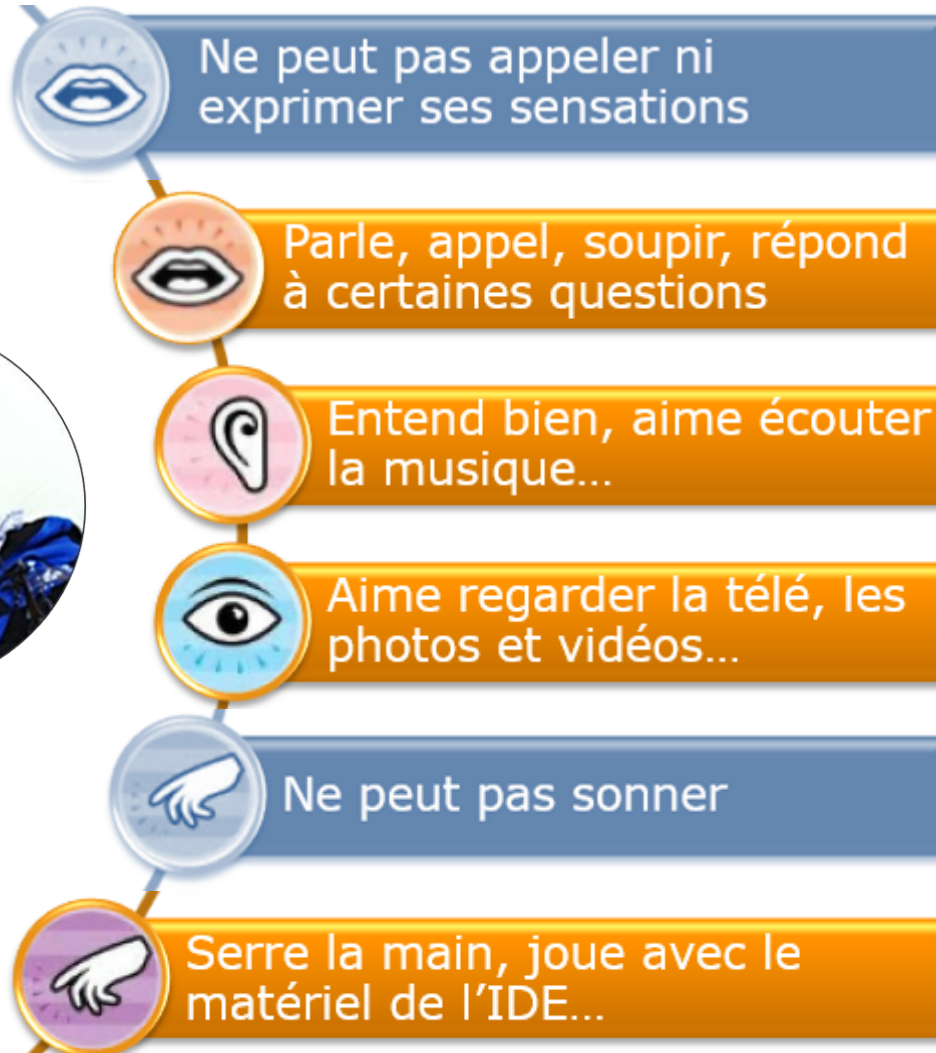 Ne peut pas appeler ni
exprimer ses sensations
Parle, appel, soupir, répond
à certaines questions
Entend bien, aime écouter
la musique…
Aime regarder la télé, les
photos et vidéos…
Ne peut pas sonner
Serre la main, joue avec le
matériel de l’IDE…